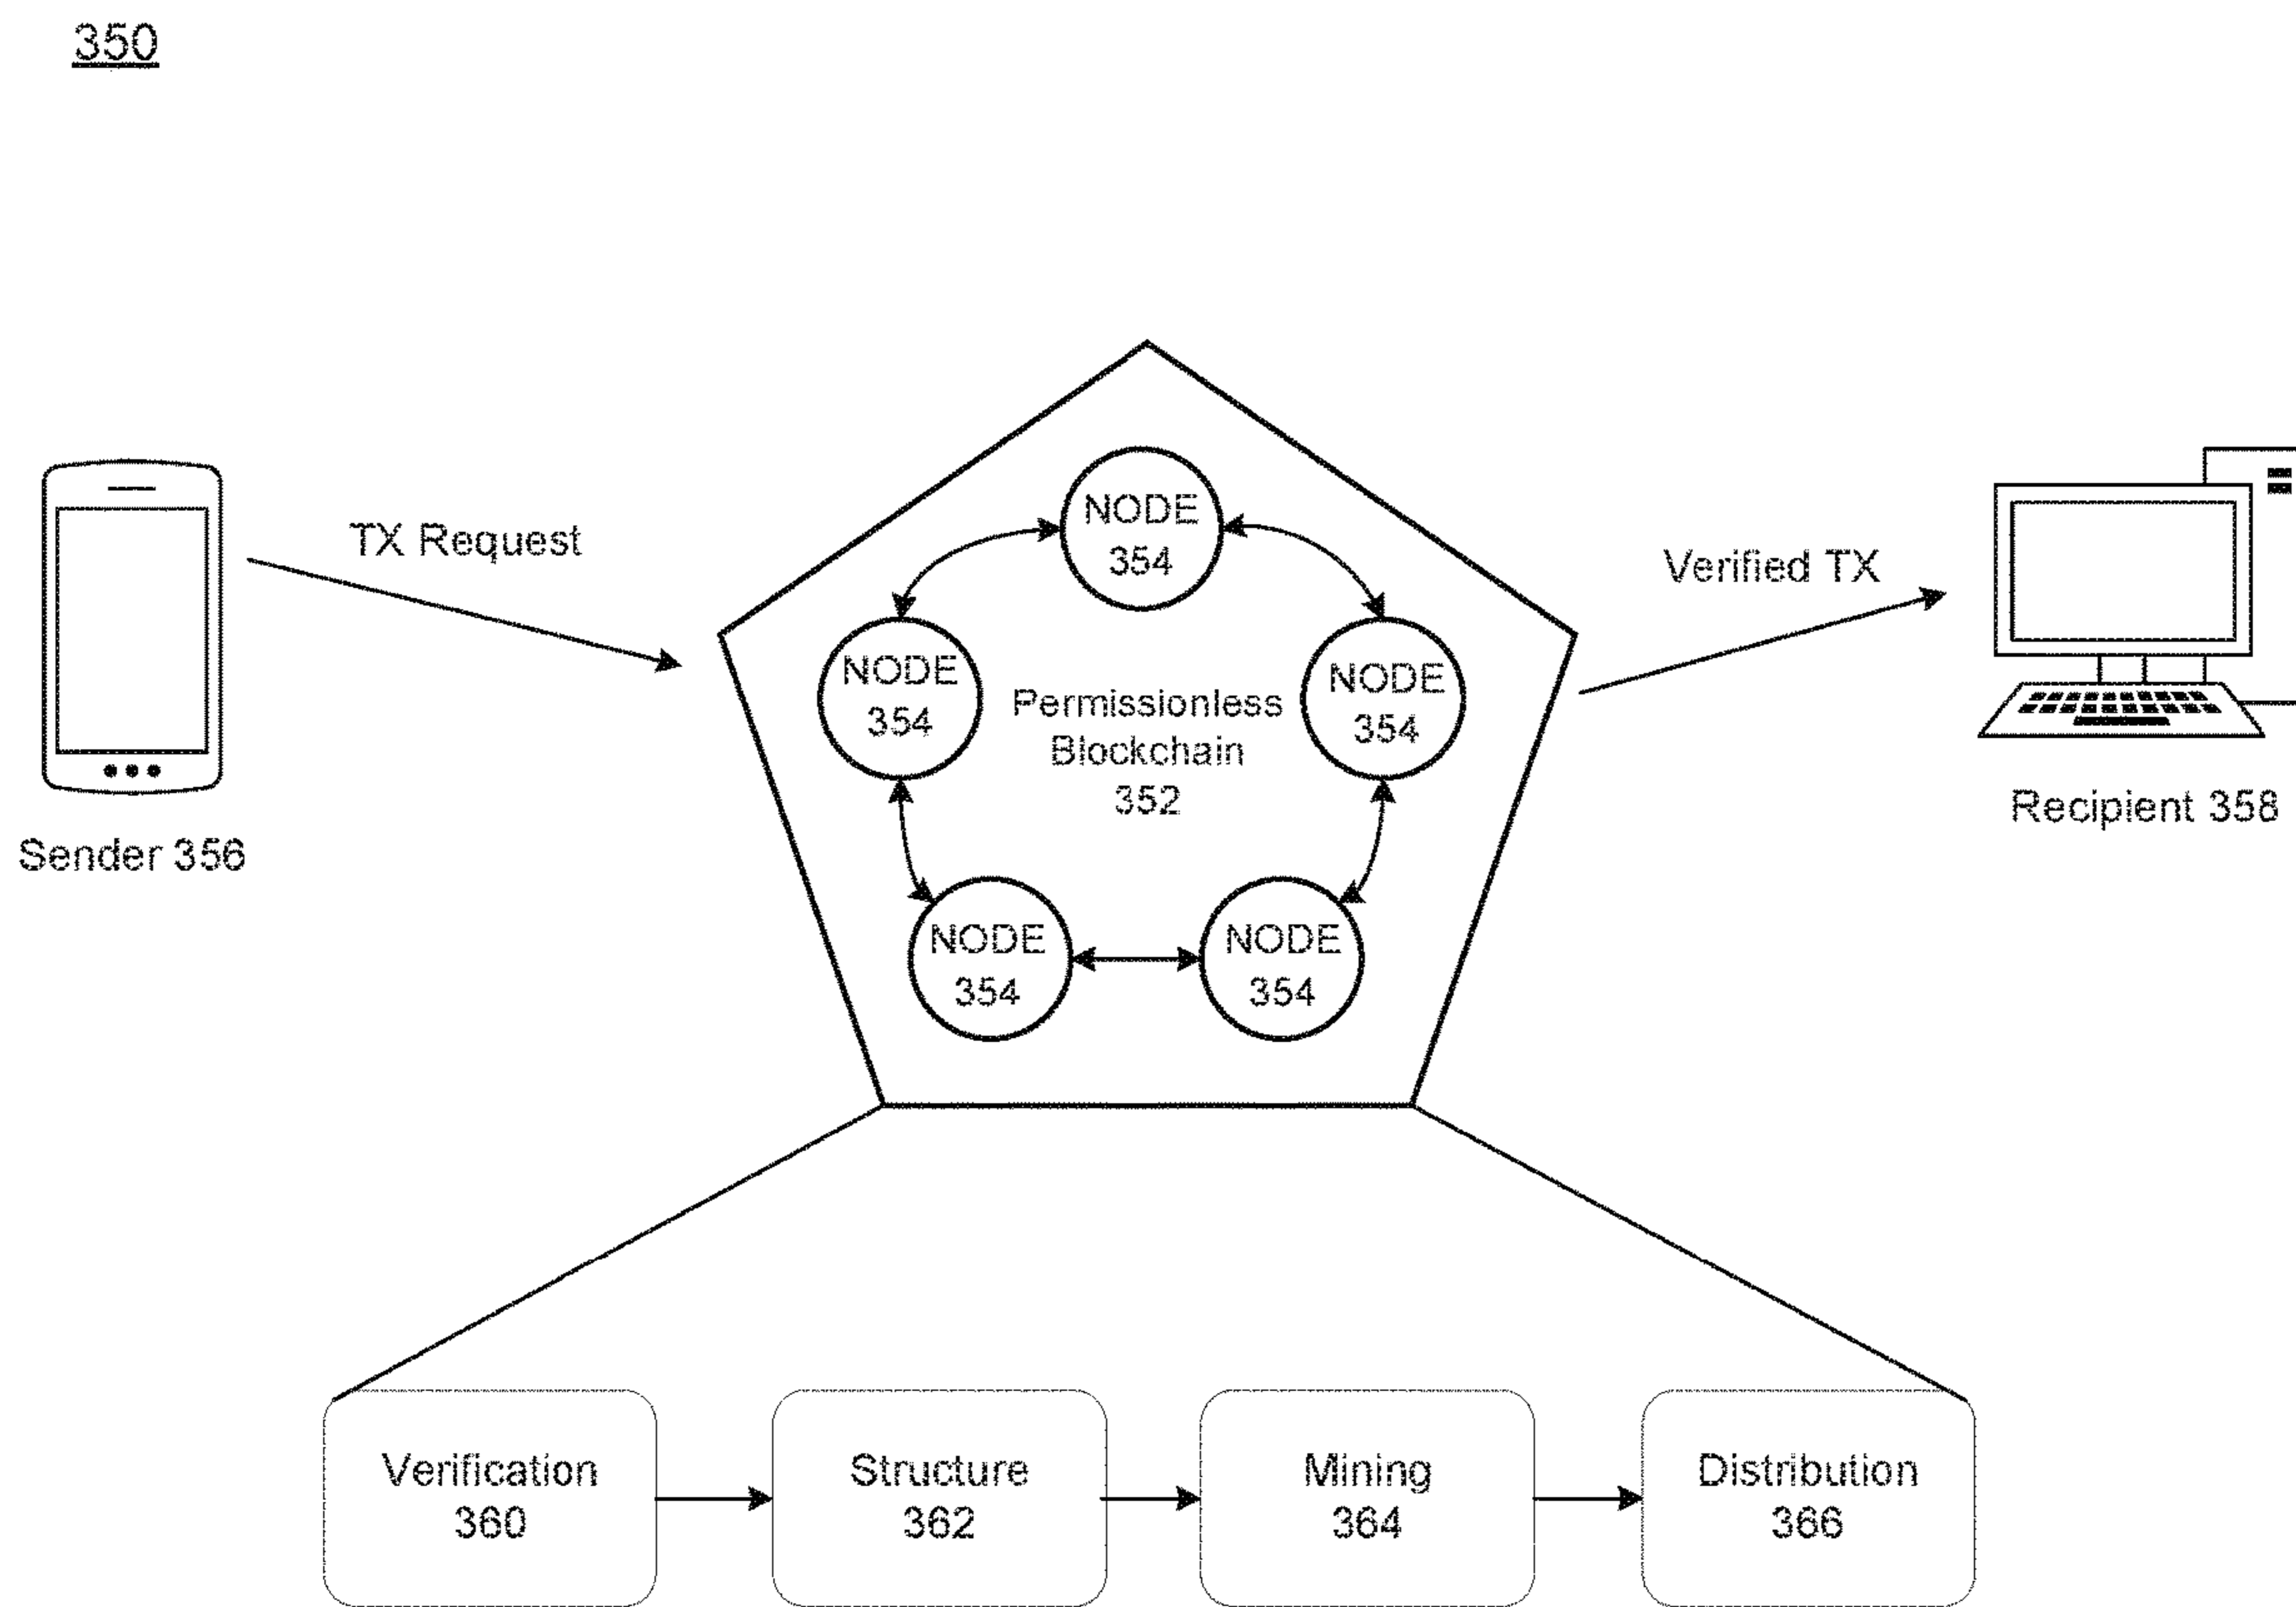 350
TX Request
Verified TX
NODE
354
NODE
354
NODE
354
Permissionless
Blockchain
352
NODE
354
NODE
354
Sender 356
Recipient 358
Verification
360
Structure
362
Mining
364
Distribution
366